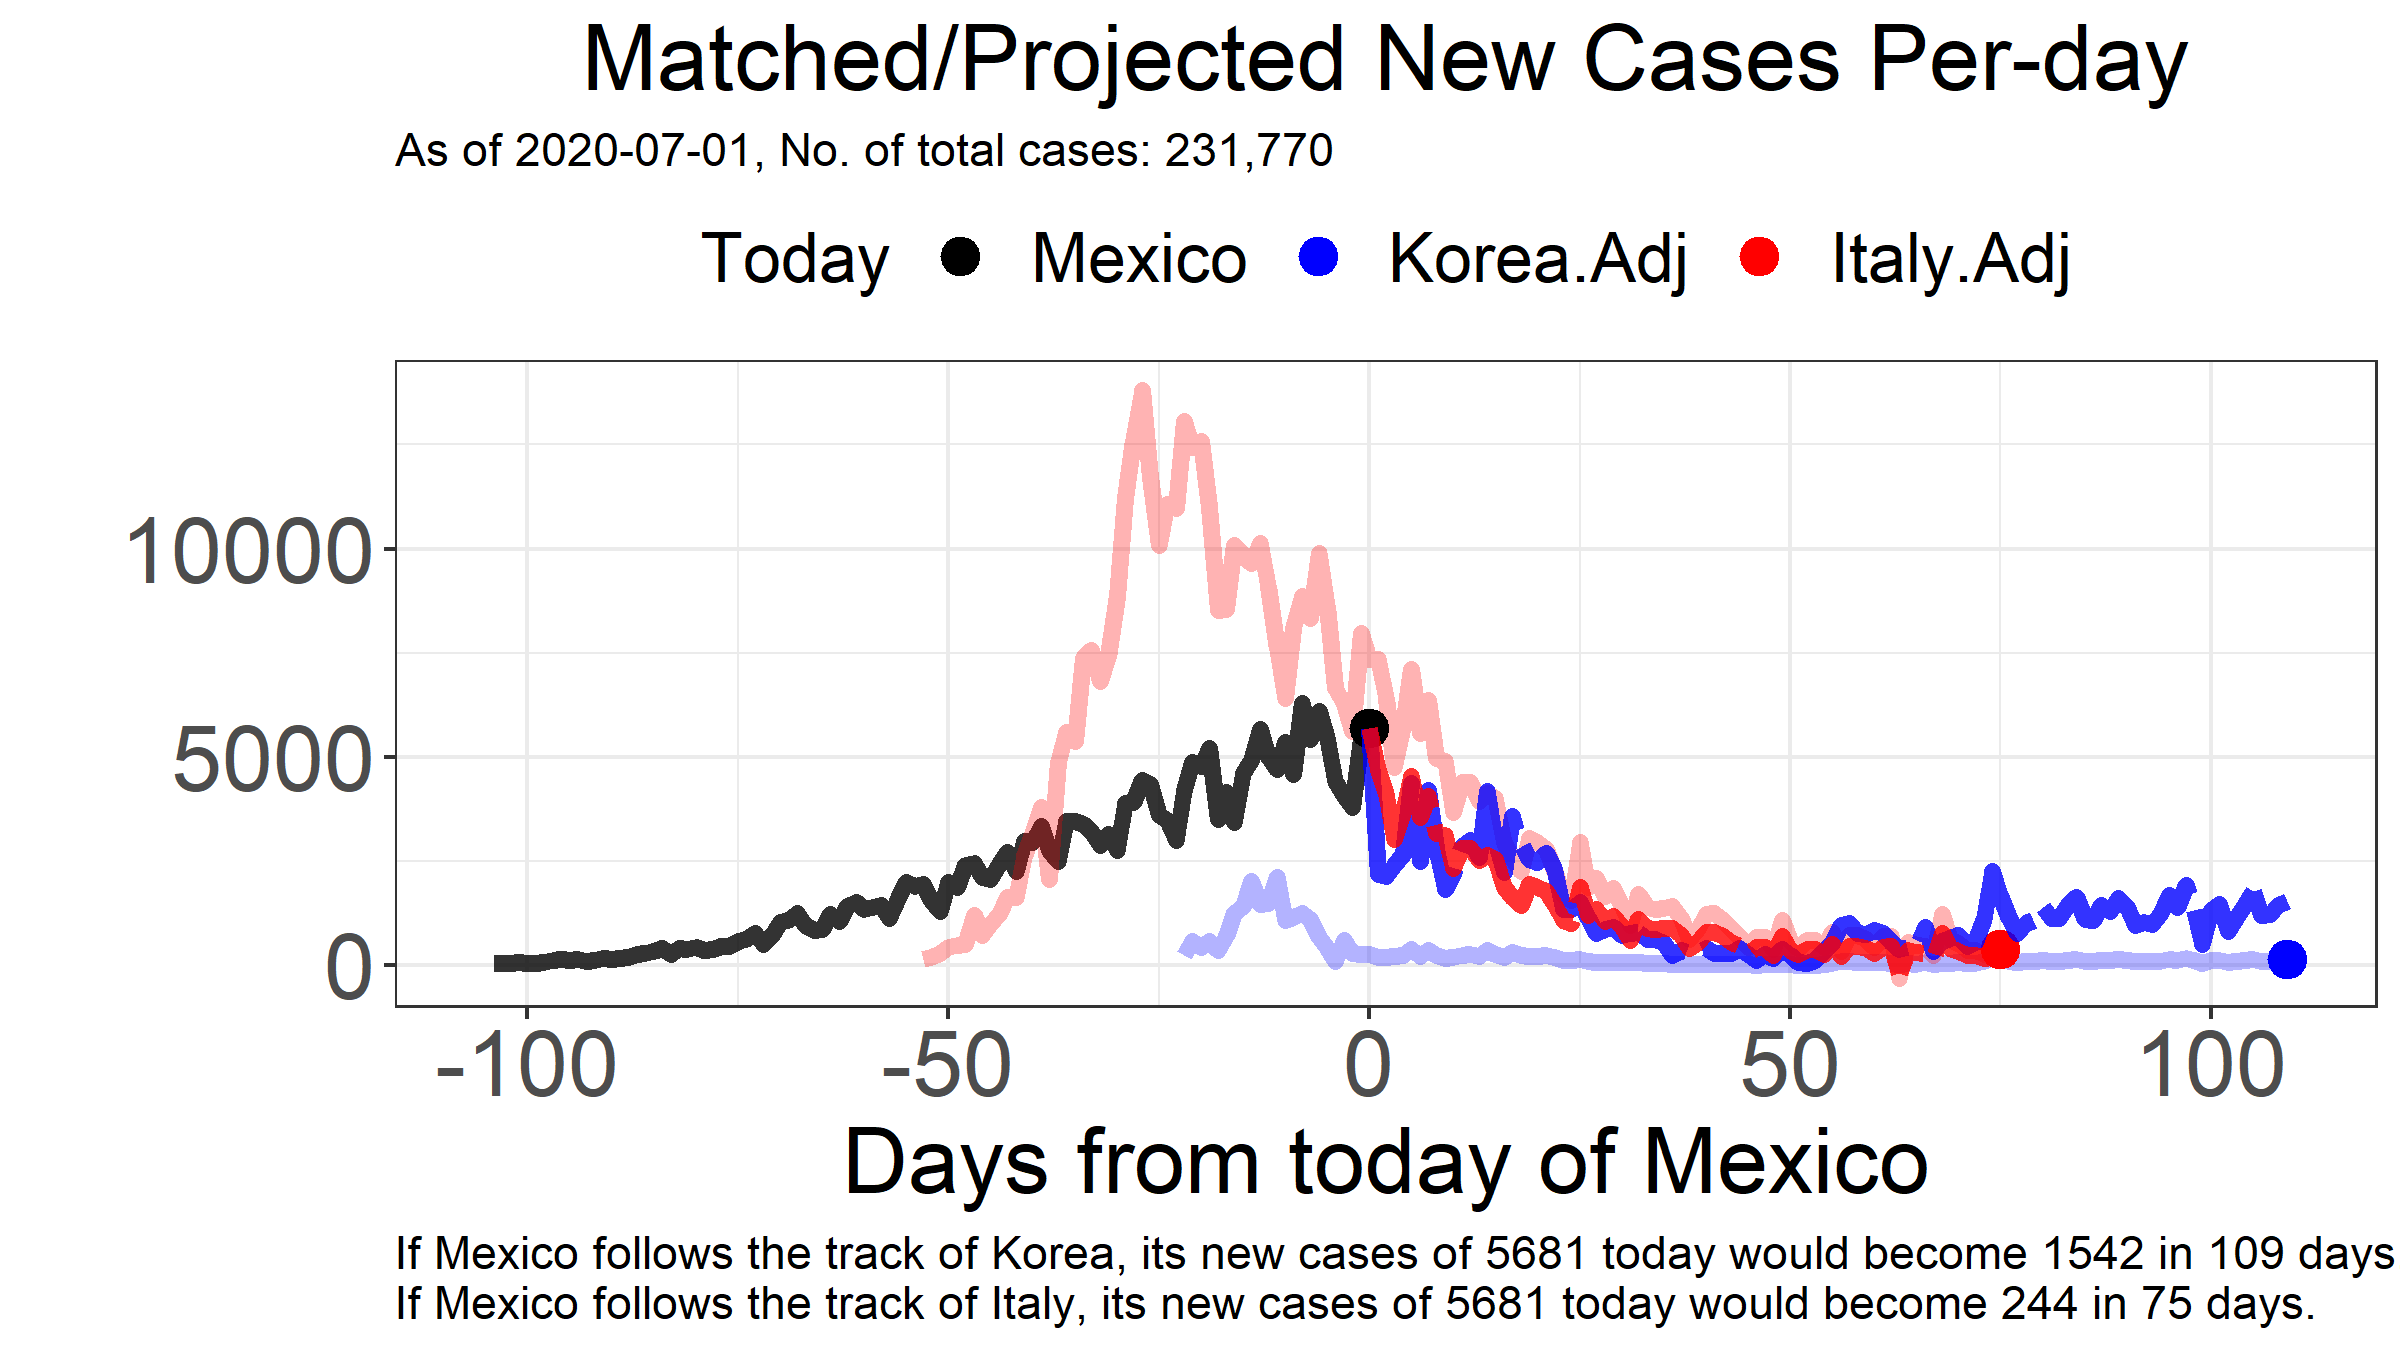 Matched/Projected New Cases Per-day
As of 2020-07-01, No. of total cases: 231,770
Today Mexico Korea.Adj Italy.Adj
10000
5000
0
-100 -50 0 50 100
Days from today of Mexico
If Mexico follows the track of Korea, its new cases of 5681 today would become 1542 in 109 days
If Mexico follows the track of Italy, its new cases of 5681 today would become 244 in 75 days.